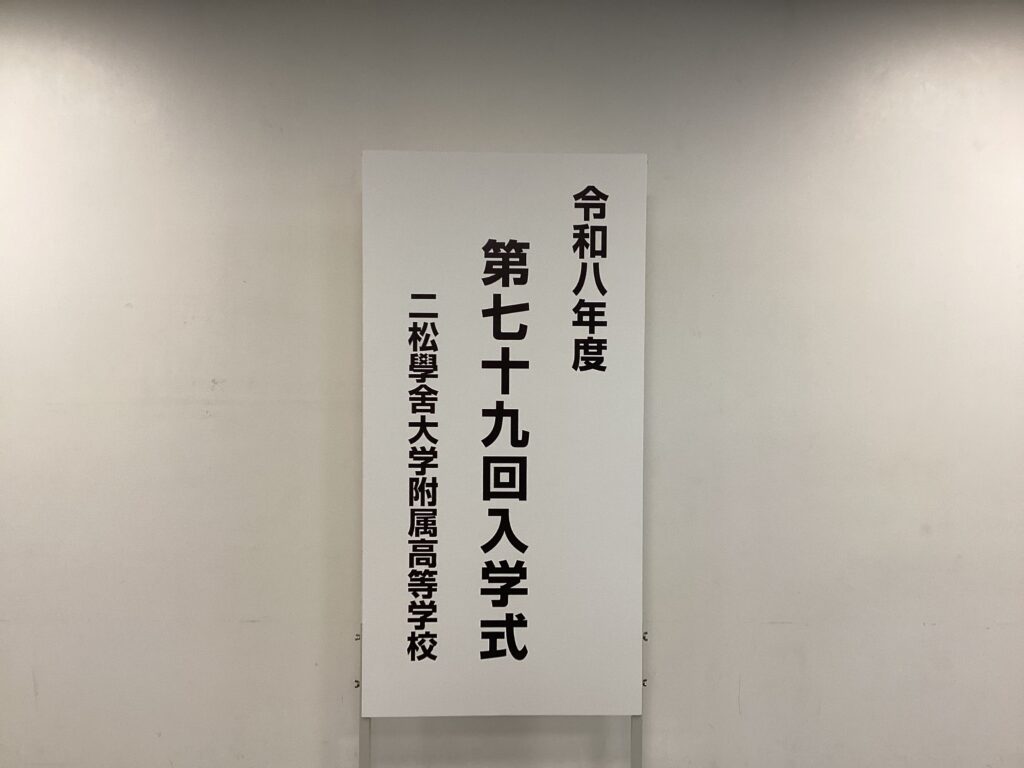 令和八年度
第七十九回入学式
二松學舎大学附属高等学校